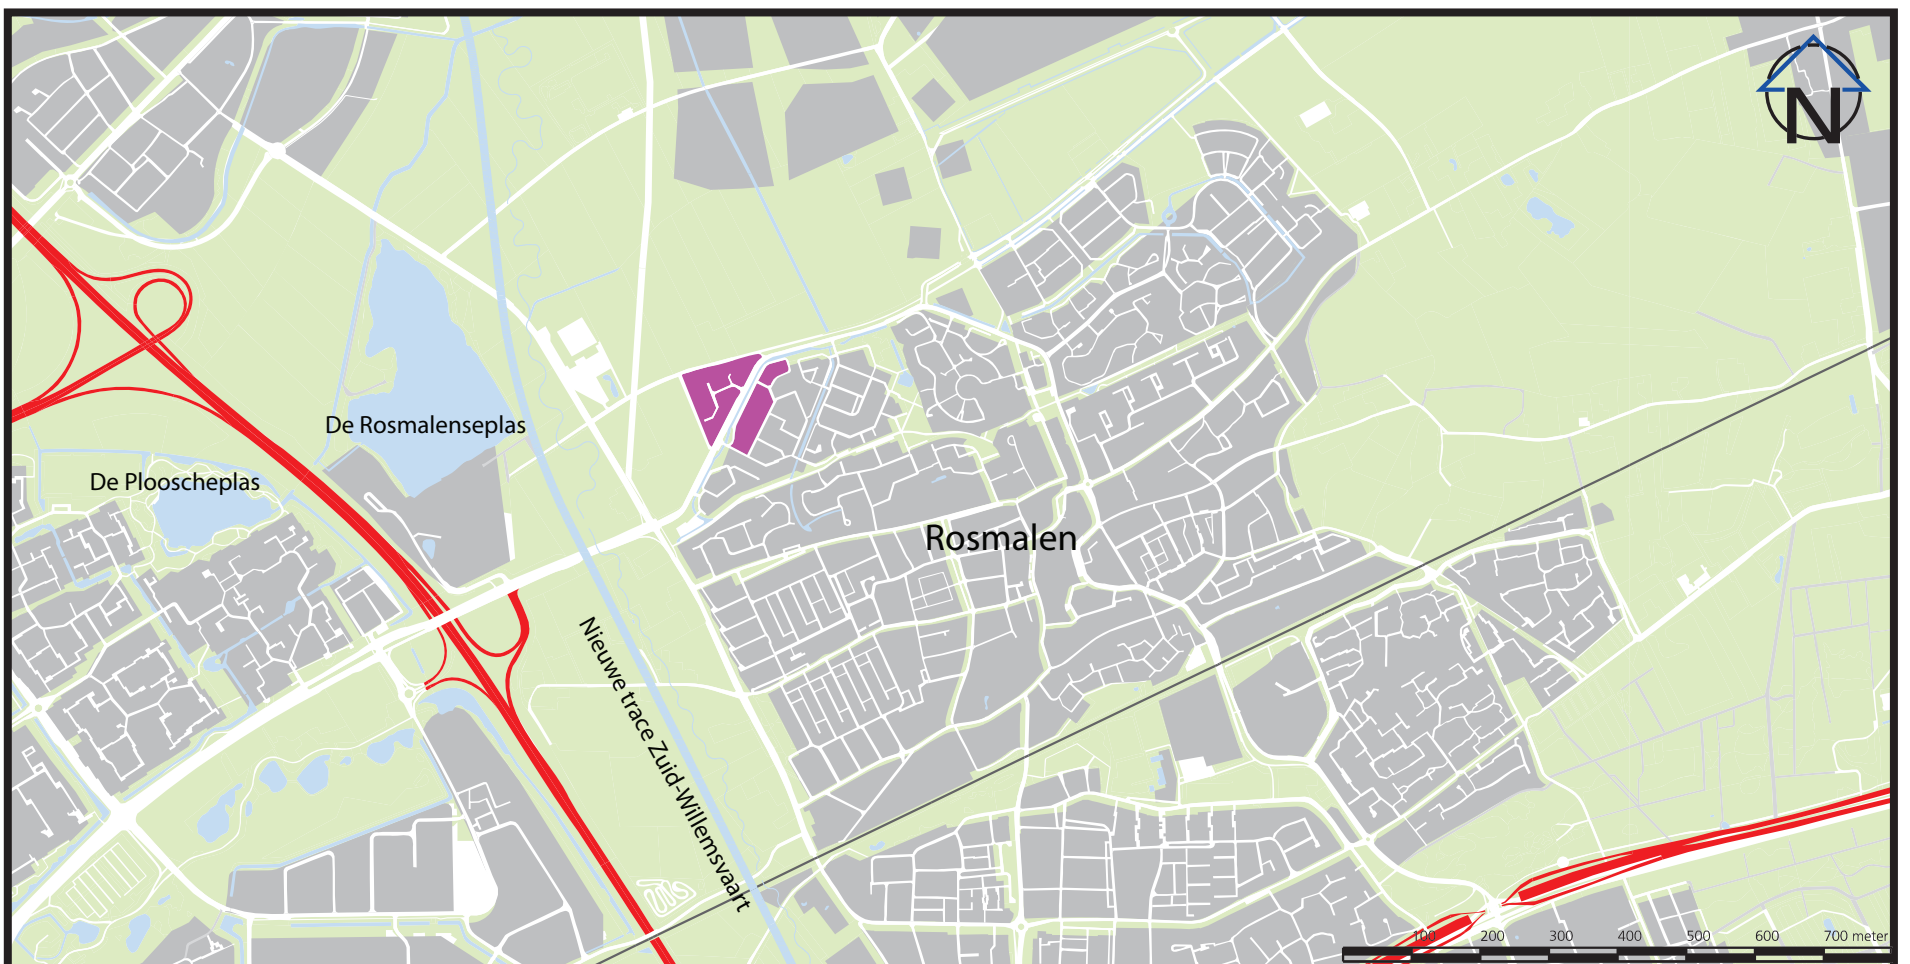 N
De Rosmalenseplas
De Plooscheplas
Rosmalen
Nieuwe trace Zuid-Willemsvaart
100 200 300 400 500 600 700 meter